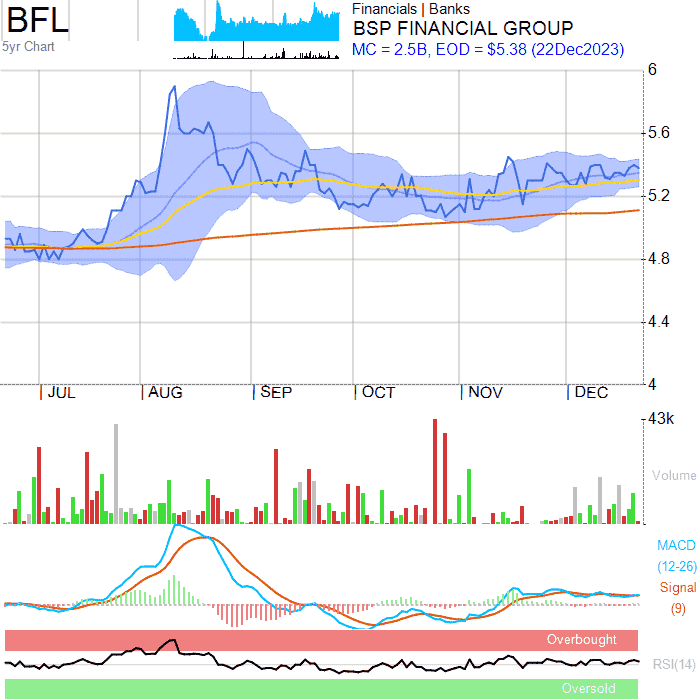 BFL
5yr Chart
Financials | Banks
BSP FINANCIAL GROUP
MC = 2.5B, EOD = $5.38 (22Dec2023)
6
5.6
5.2
4.8
4.4
4
JUL AUG SEP OCT NOV DEC
43k
Volume
MACD
(12-26)
Signal
(9)
Overbought
RSI(14)
Oversold